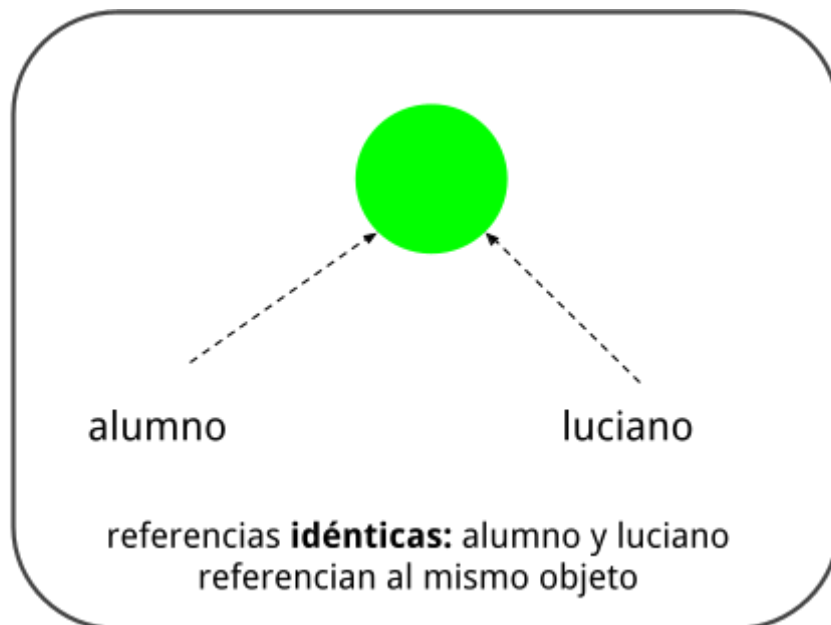 alumno
luciano
referencias idénticas: alumno y luciano
referencian al mismo objeto